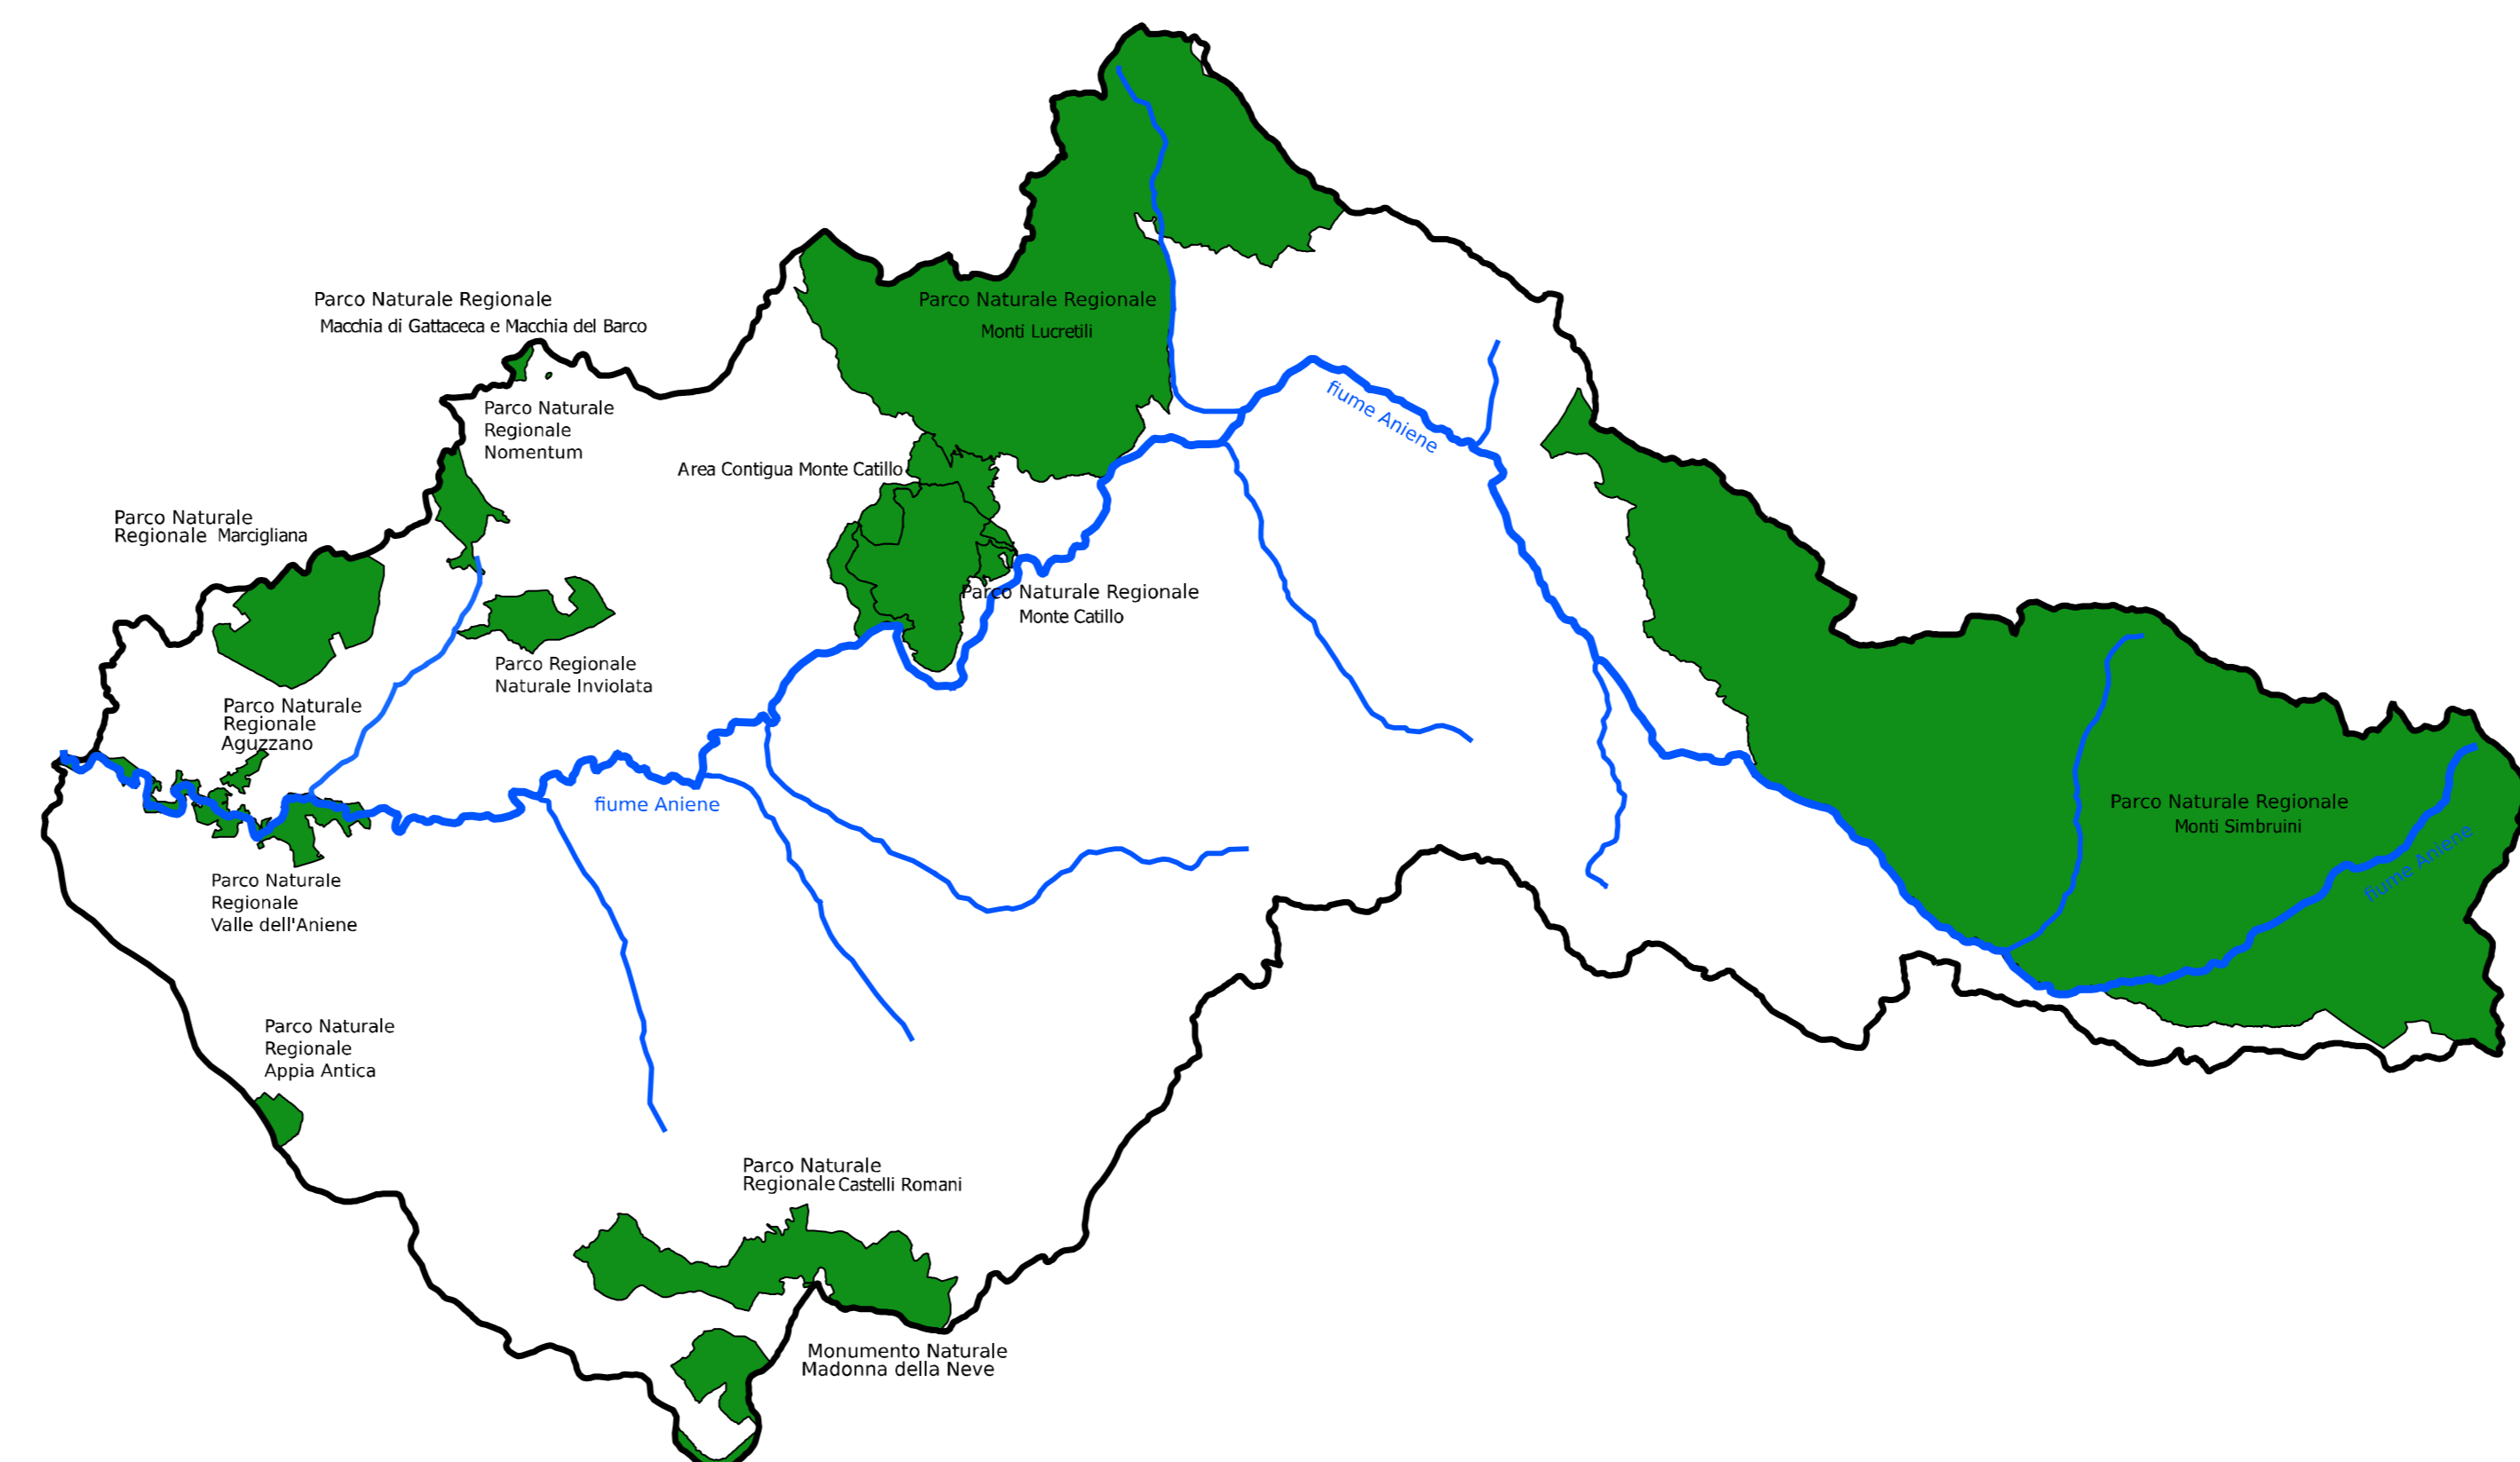 Parco Naturale Regionale
Macchia di Gattaceca e Macchia del Barco
Parco Naturale Regionale
Monti Lucretili
fiume Aniene
Parco Naturale
Regionale
Nomentum
Area Contigua Monte Catillo
Parco Naturale
Regionale Marcigliana
Parco Naturale Regionale
Monte Catillo
Parco Regionale
Naturale Inviolata
Parco Naturale
Regionale
Aguzzano
fiume Aniene
Parco Naturale Regionale
Monti Simbruini
fiume Aniene
Parco Naturale
Regionale
Valle dell'Aniene
Parco Naturale
Regionale
Appia Antica
Parco Naturale
Regionale Castelli Romani
Monumento Naturale
Madonna della Neve